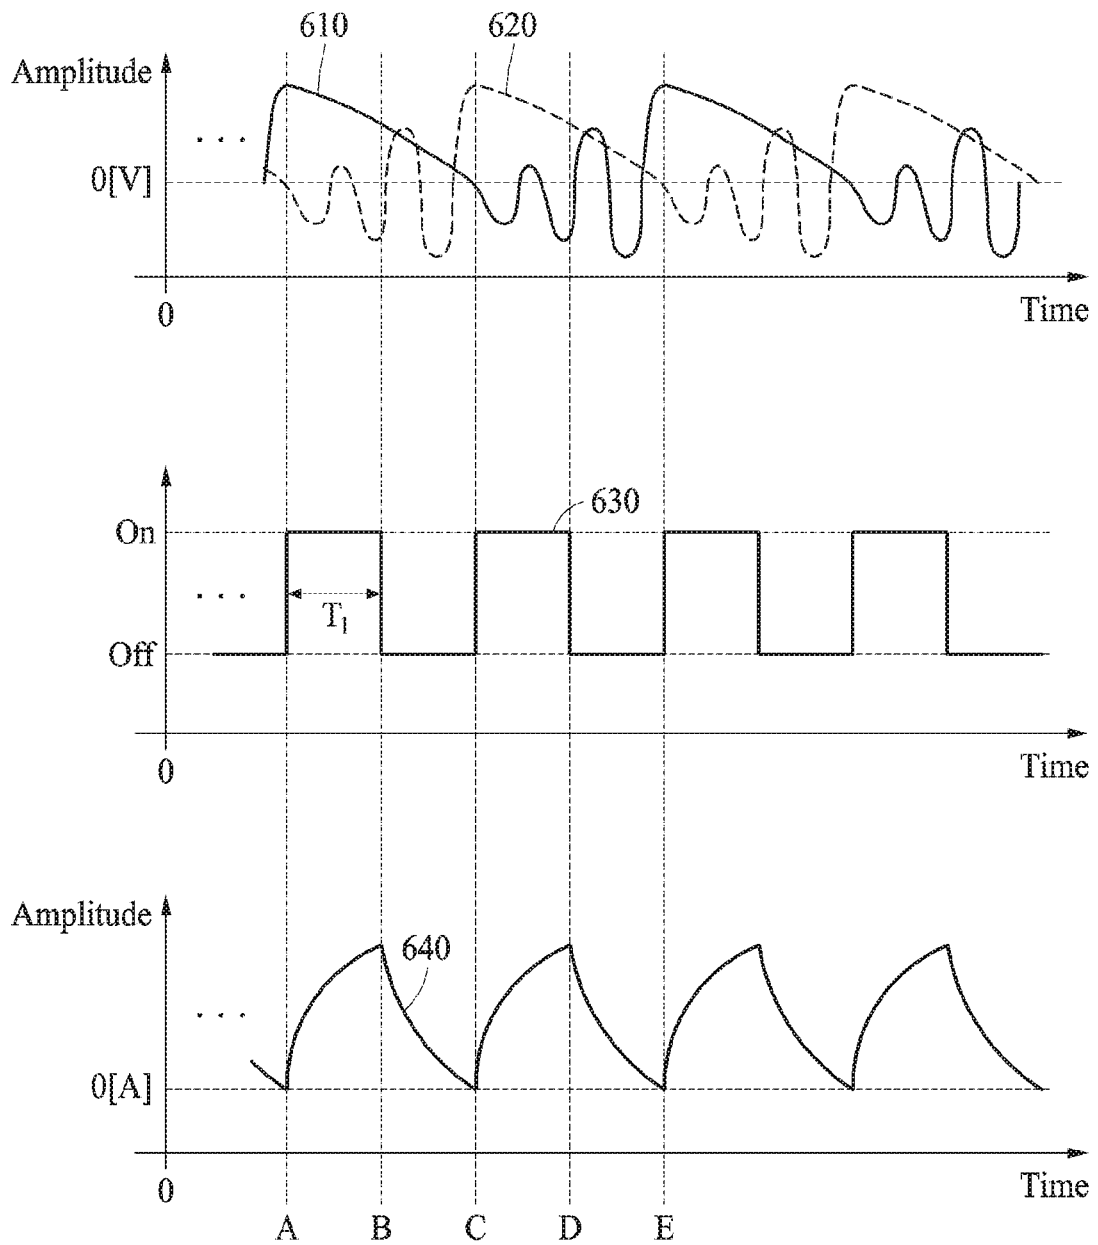 610
620
Amplitude
. . .
0[V]
0
Time
630
On
. . .
T₁
Off
0
Time
Amplitude
640
. . .
0[A]
0
Time
A B C D E